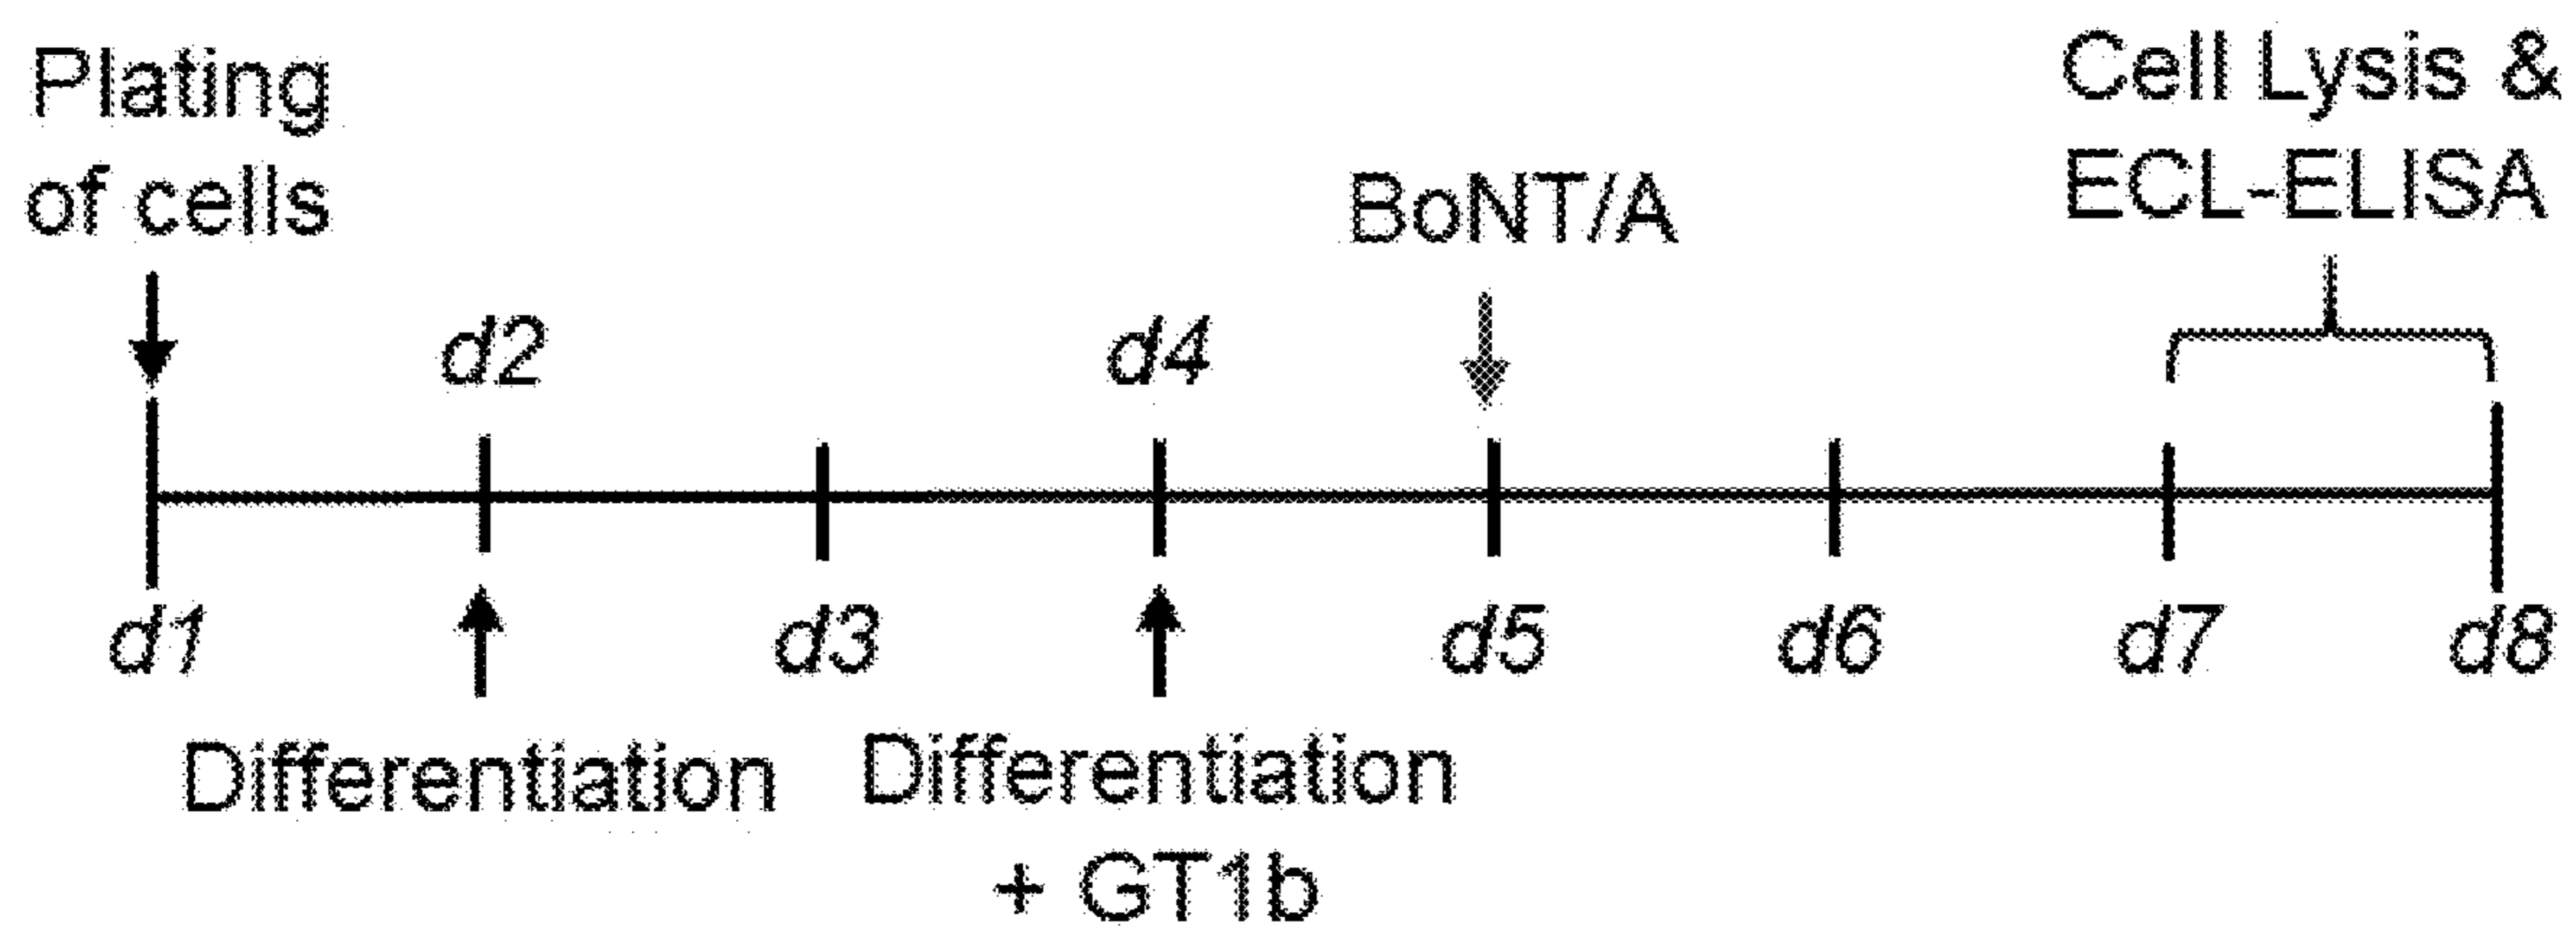 Plating
of cells
Cell Lysis &
ECL-ELISA
BoNT/A
d2
d4
d1
d3
d5
d6
d7
d8
Differentiation
Differentiation
+ GT1b